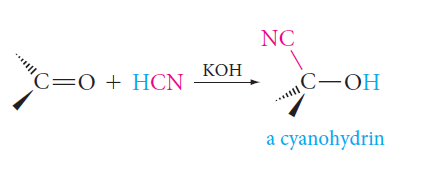 C=O + HCN KOH NC C—OH
a cyanohydrin